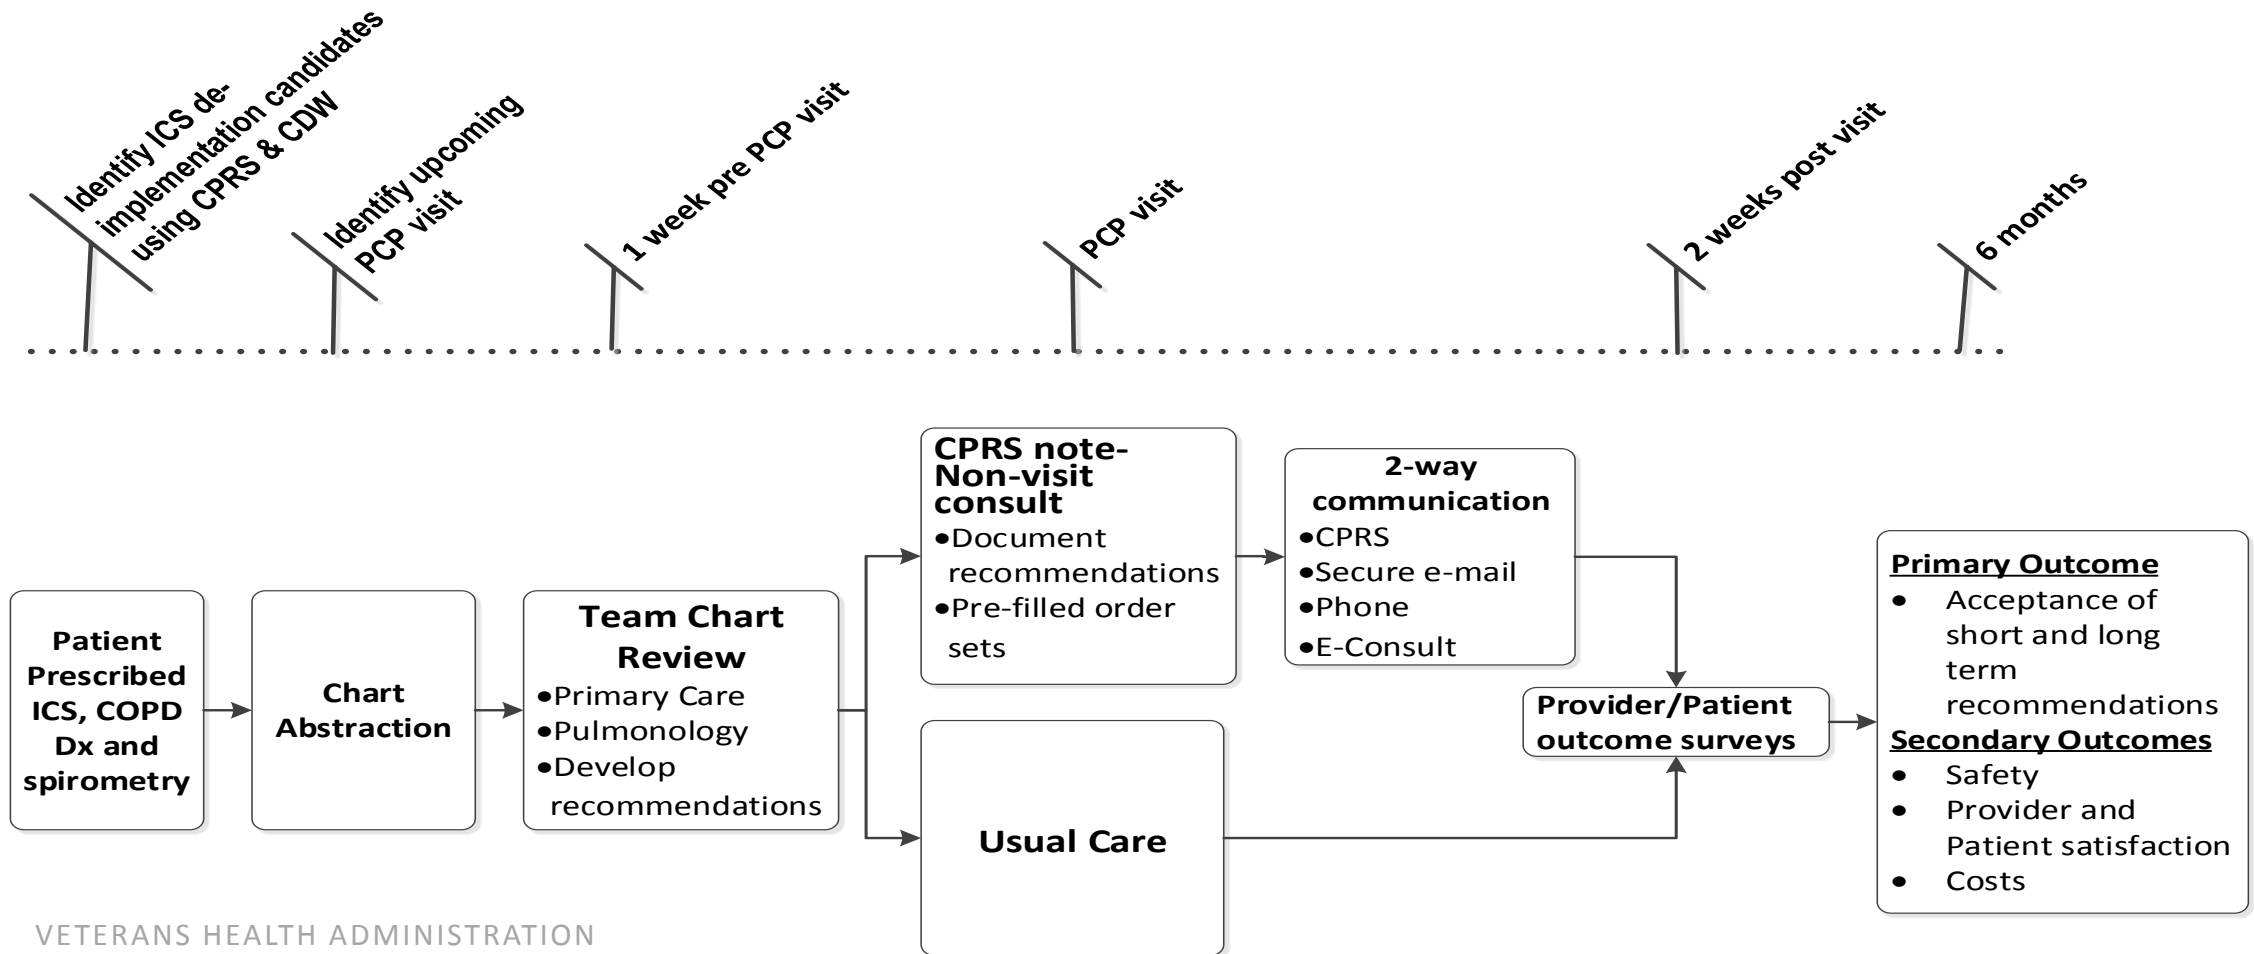 Identify ICS de-
implementation candidates
using CPRS & CDW
Identify upcoming
PCP visit
1 week pre PCP visit
PCP visit
2 weeks post visit
6 months
Patient
Prescribed
ICS, COPD
Dx and
spirometry
Chart
Abstraction
Team Chart
Review
•Primary Care
•Pulmonology
•Develop
recommendations
CPRS note-
Non-visit
consult
•Document
recommendations
•Pre-filled order
sets
2-way
communication
•CPRS
•Secure e-mail
•Phone
•E-Consult
Usual Care
Provider/Patient
outcome surveys
Primary Outcome
• Acceptance of
short and long
term
recommendations
Secondary Outcomes
• Safety
• Provider and
Patient satisfaction
• Costs
VETERANS HEALTH ADMINISTRATION